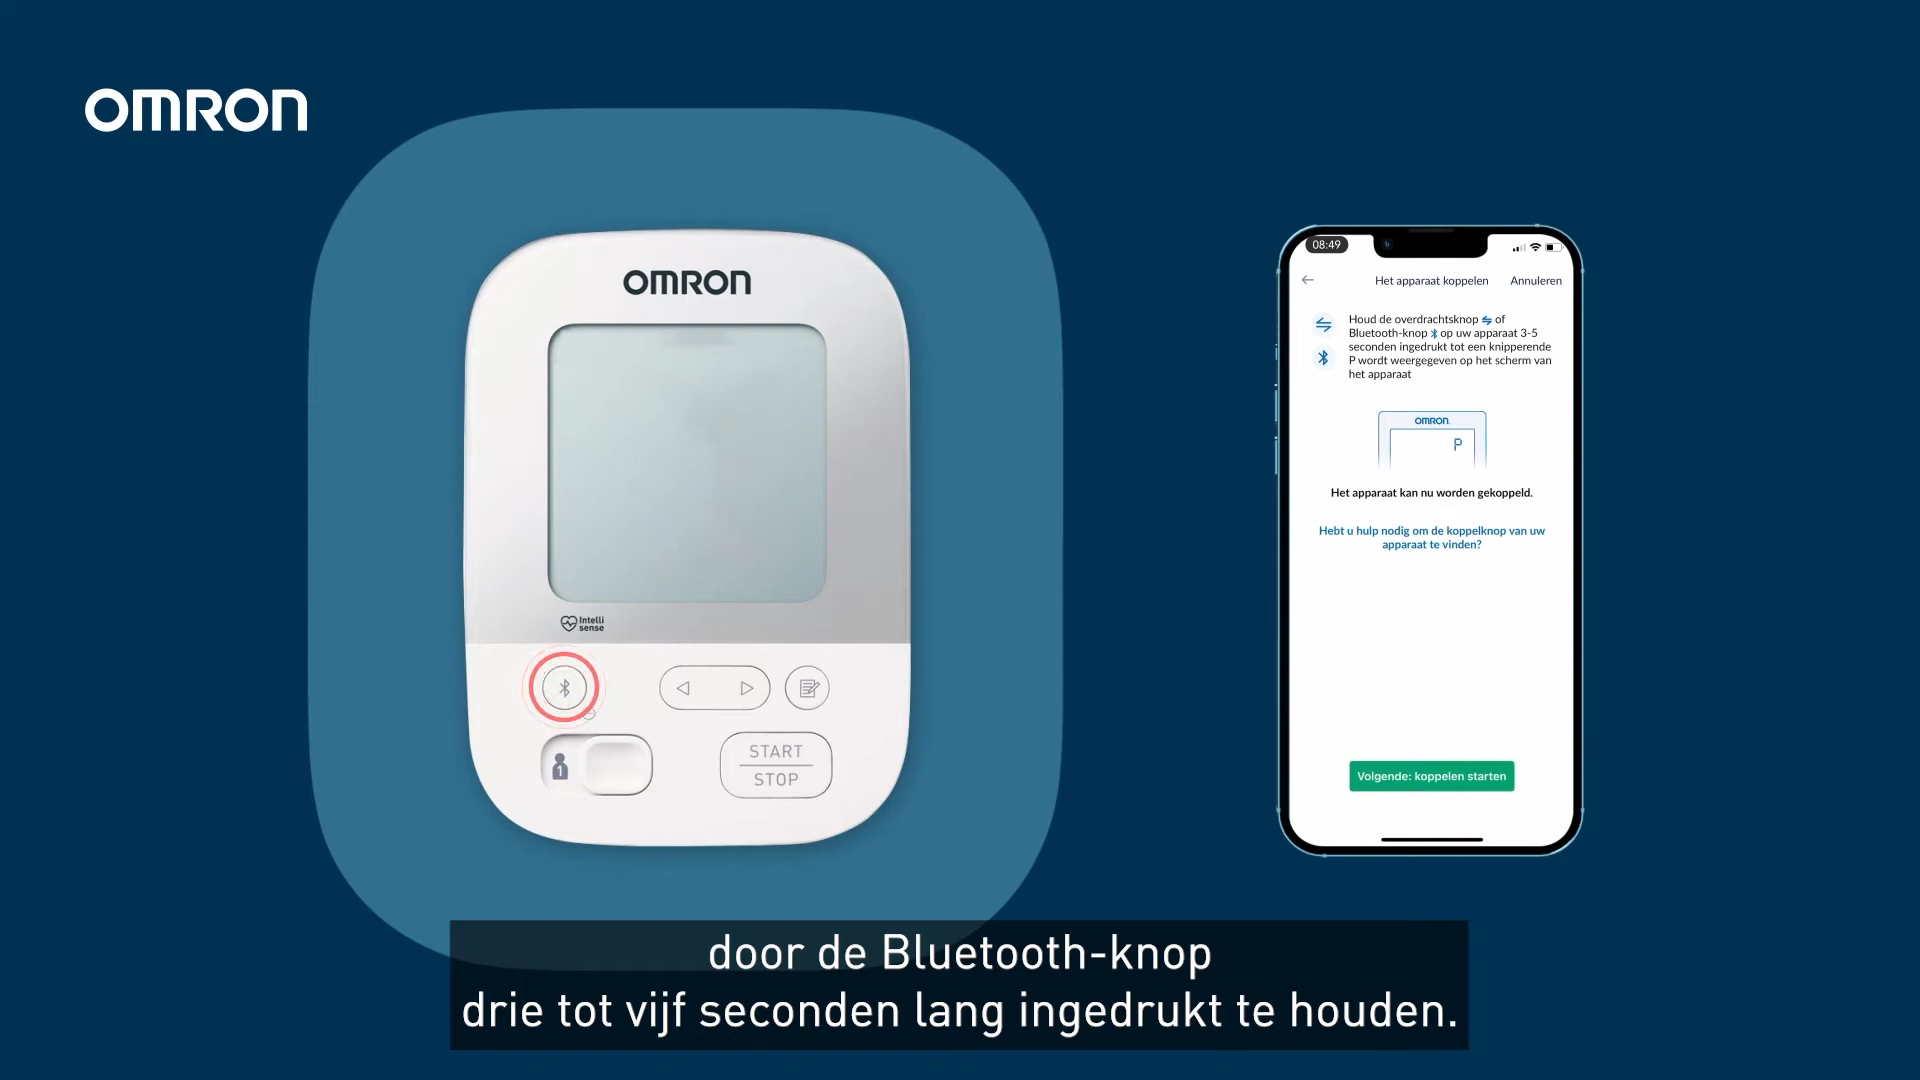 OMRON
OMRON
Intelli
sense
1
START
STOP
08:49
Het apparaat koppelen
Annuleren
Houd de overdrachtsknop of
Bluetooth-knop op uw apparaat 3-5
seconden ingedrukt tot een knipperende
P wordt weergegeven op het scherm van
het apparaat
OMRON
P
Het apparaat kan nu worden gekoppeld.
Hebt u hulp nodig om de koppelknop van uw
apparaat te vinden?
Volgende: koppelen starten
door de Bluetooth-knop
drie tot vijf seconden lang ingedrukt te houden.